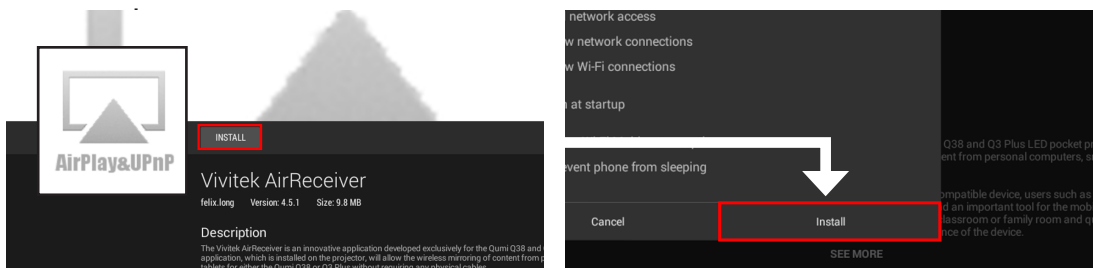 AirPlay&UPnP
INSTALL
Vivitek AirReceiver
felix.long Version: 4.5.1 Size: 9.8 MB
Description
The Vivitek AirReceiver is an innovative application developed exclusively for the Qumi Q38 and
application, which is installed on the projector, will allow the wireless mirroring of content from p
tablets for either the Qumi Q38 or Q3 Plus without requiring any physical cables
network access
w network connections
w Wi-Fi connections
at startup
event phone from sleeping
Cancel
Install
Q38 and Q3 Plus LED pocket pr
ent from personal computers, s
ompatible device, users such as
d an important tool for the mobi
lassroom or family room and q
nce of the device.
SEE MORE